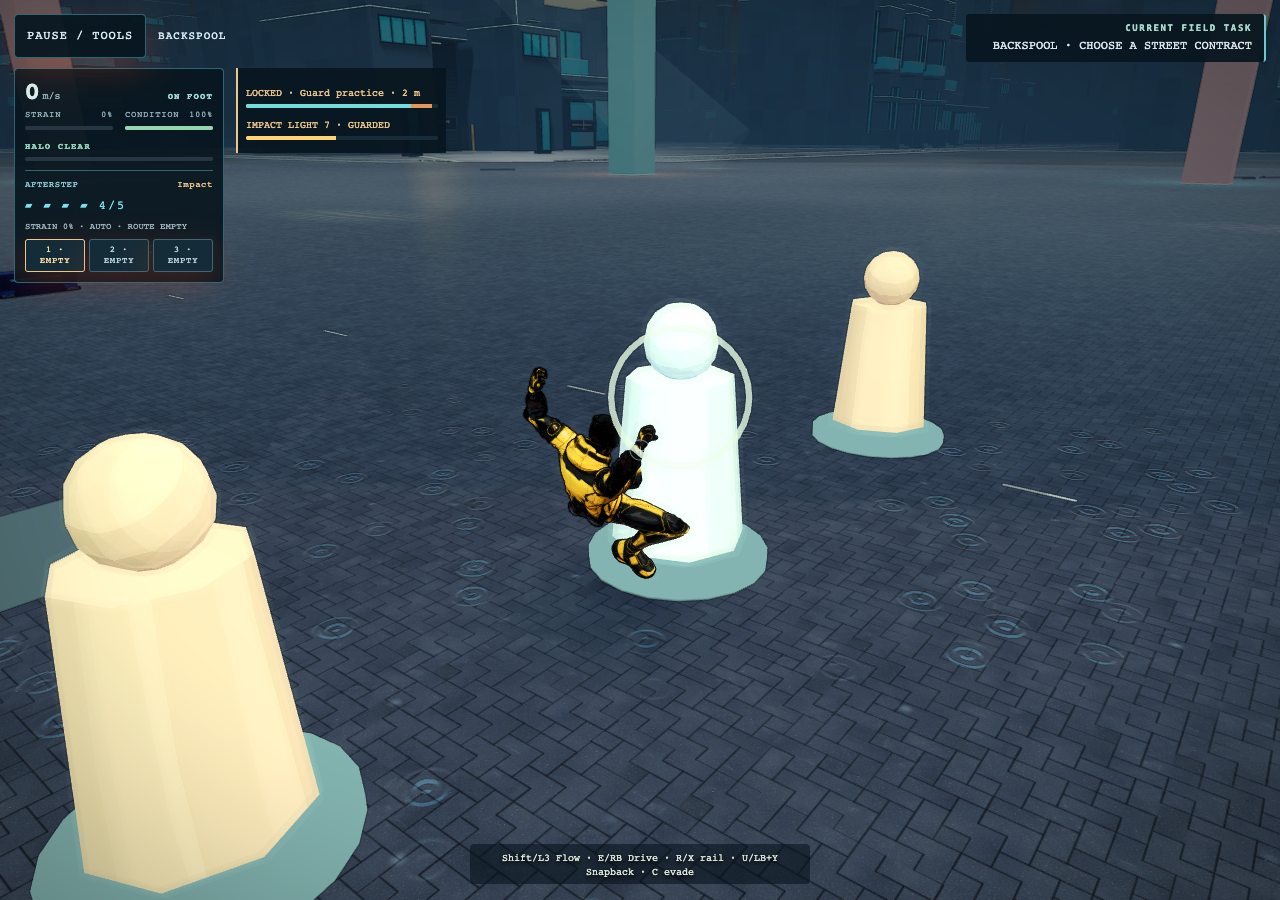 PAUSE / TOOLS
BACKSPOOL
CURRENT FIELD TASK
BACKSPOOL · CHOOSE A STREET CONTRACT
0 m/s
ON FOOT
STRAIN 0%
CONDITION 100%
HALO CLEAR
AFTERSTEP
Impact
4/5
STRAIN 0% · AUTO · ROUTE EMPTY
1 ·
EMPTY
2 ·
EMPTY
3 ·
EMPTY
LOCKED · Guard practice · 2 m
IMPACT LIGHT 7 · GUARDED
Shift/L3 Flow · E/RB Drive · R/X rail · U/LB+Y
Snapback · C evade